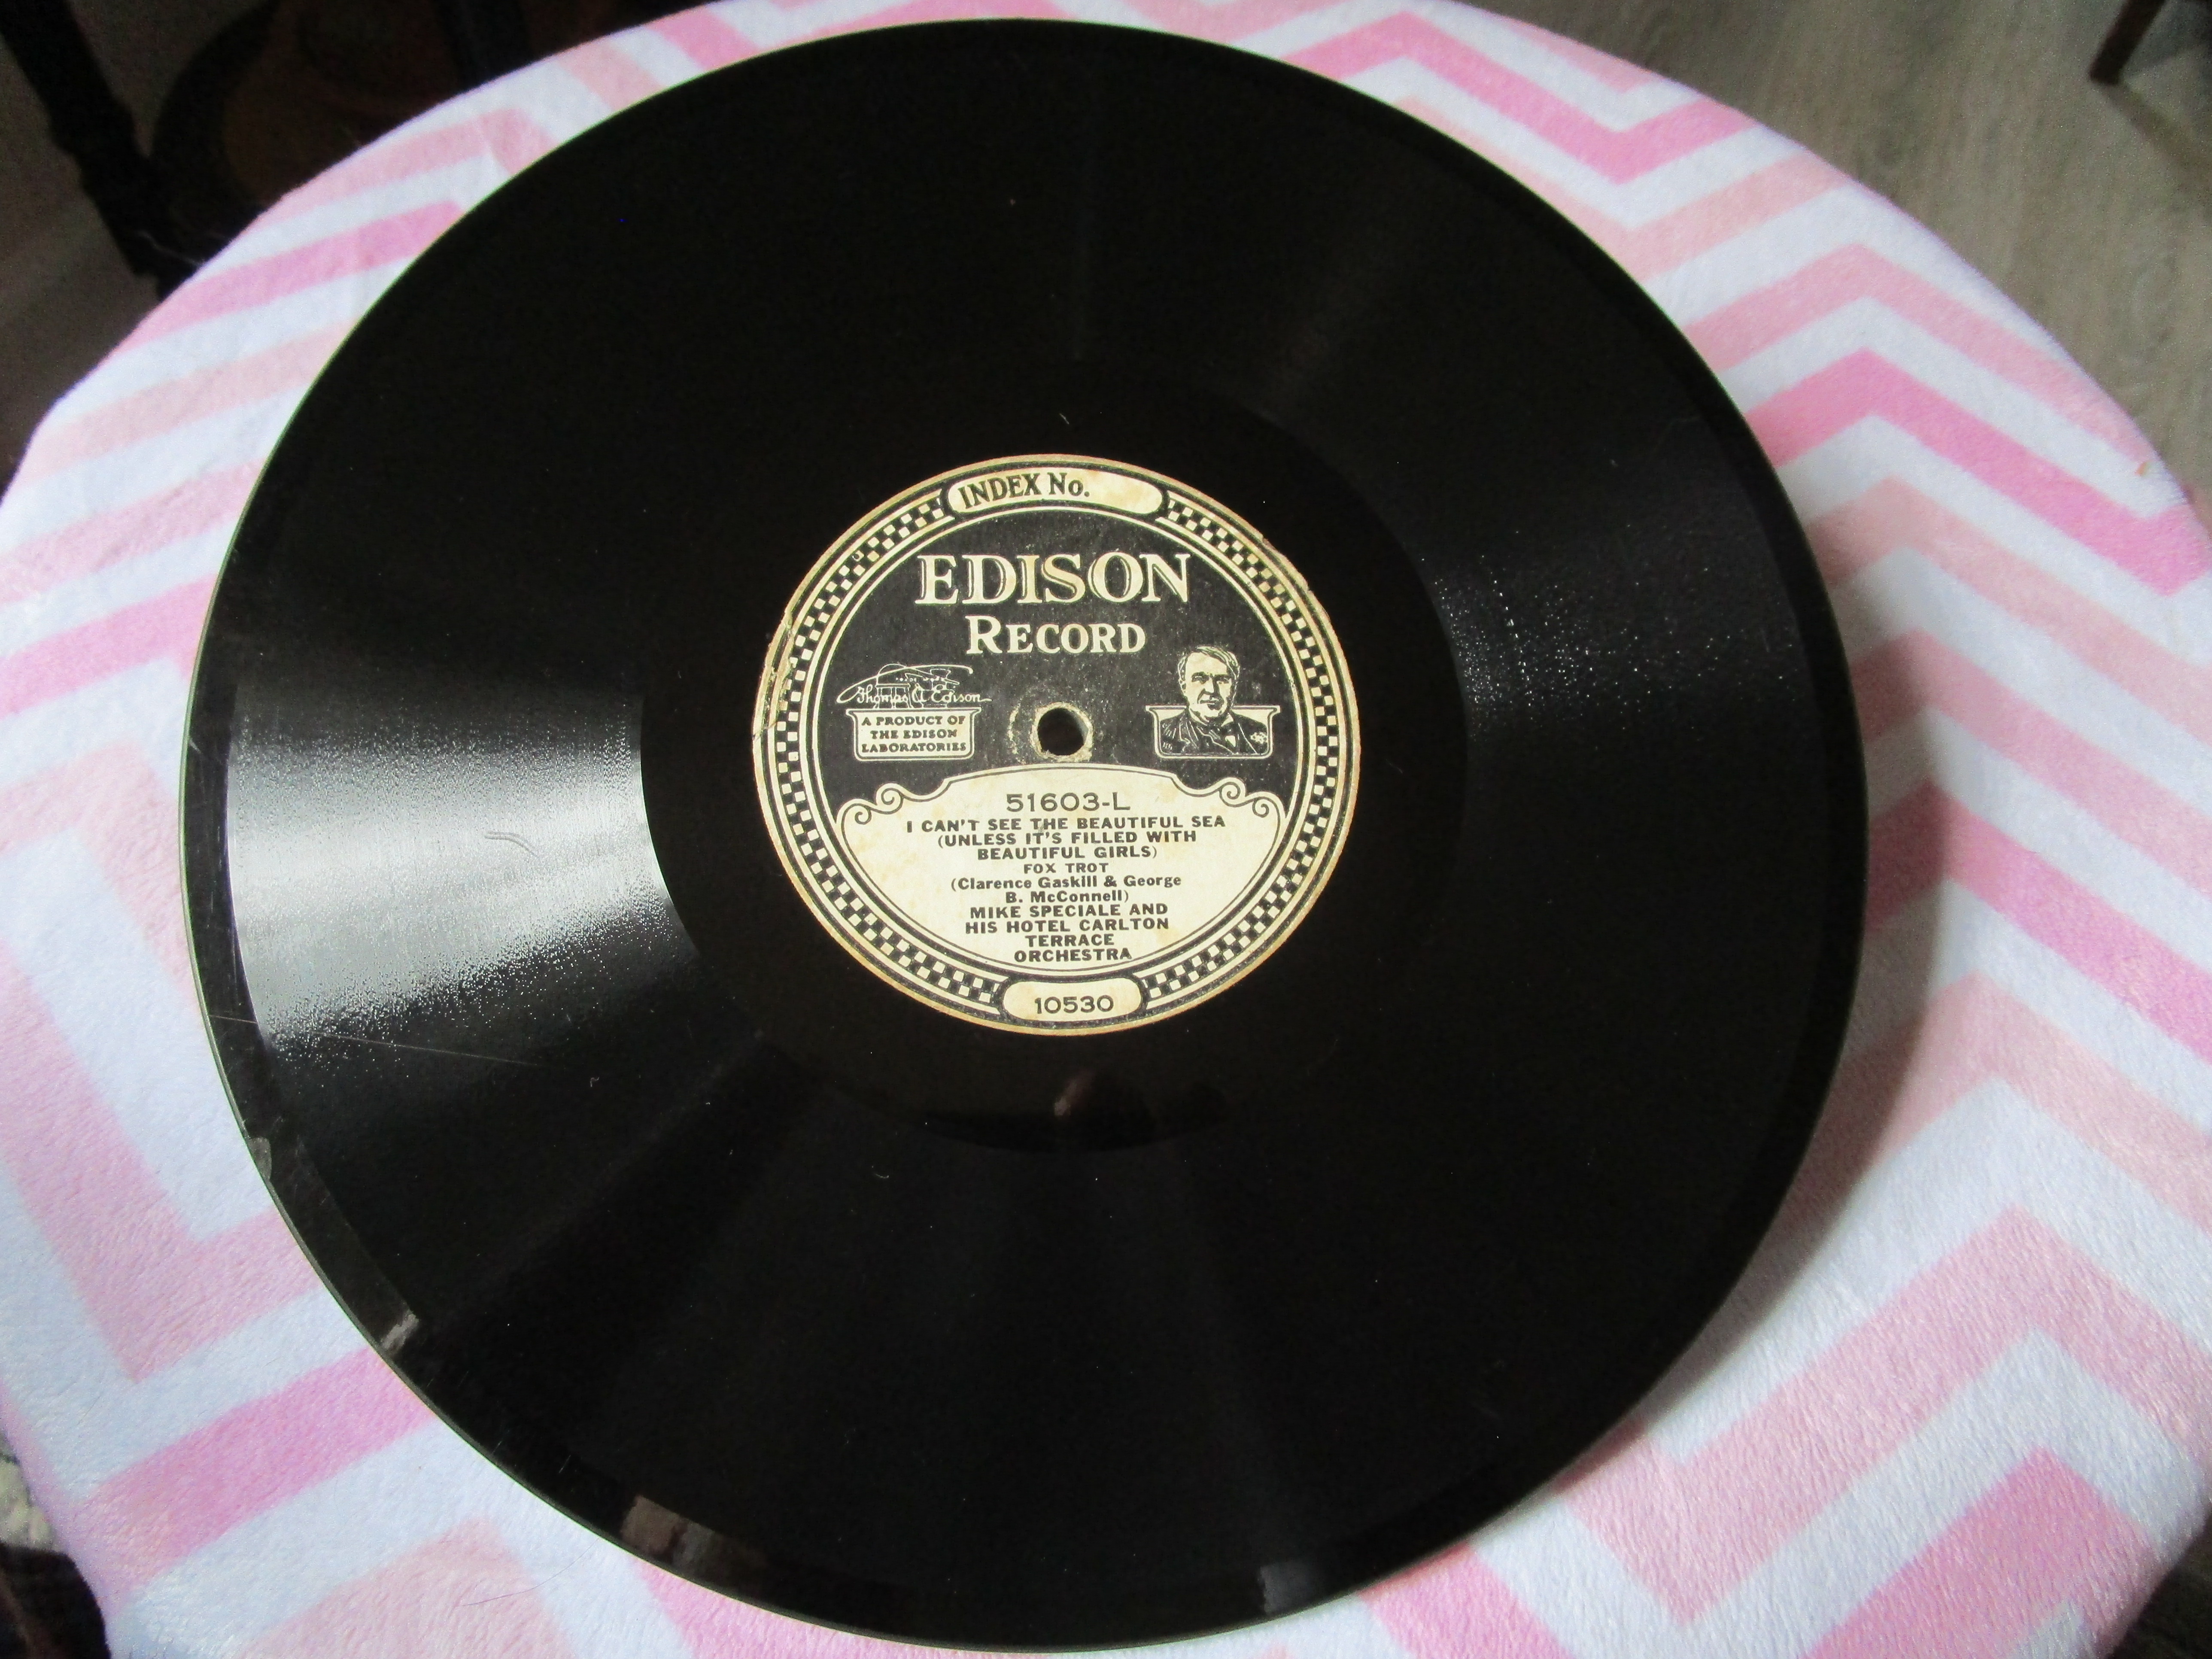 INDEX No.
EDISON
RECORD
TRADE MARK
Thomas A Edison
A PRODUCT OF
THE EDISON
LABORATORIES
51603-L
I CAN'T SEE THE BEAUTIFUL SEA
(UNLESS IT'S FILLED WITH
BEAUTIFUL GIRLS)
FOX TROT
(Clarence Gaskill & George
B. McConnell)
MIKE SPECIALE AND
HIS HOTEL CARLTON
TERRACE
ORCHESTRA
10530